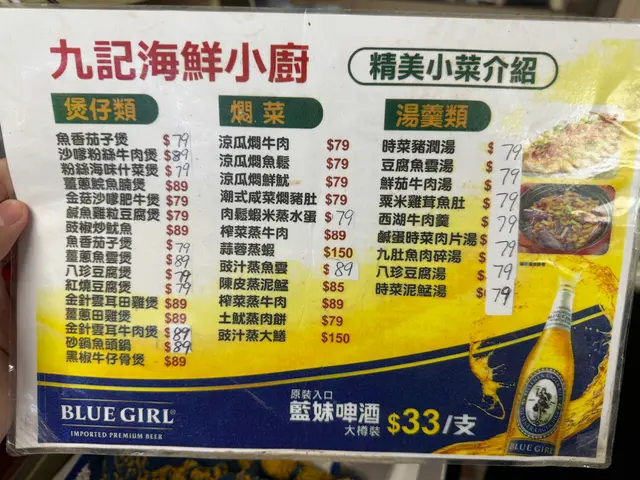 九記海鮮小廚
精美小菜介紹
煲仔類
魚香茄子煲 $79
沙嗲粉絲牛肉煲 $89
粉絲海味什菜煲 $79
薑蔥鯇魚腩煲 $89
金菇沙嗲肥牛煲 $79
鹹魚雞粒豆腐煲 $79
豉椒炒魷魚 $89
魚香茄子煲 $79
薑蔥魚雲煲 $89
八珍豆腐煲 $79
紅燒豆腐煲 $79
金針雲耳田雞煲 $89
薑蔥田雞煲 $89
金針雲耳牛肉煲 $89
砂鍋魚頭鍋 $89
黑椒牛仔骨煲 $89
燜菜
涼瓜燜牛肉 $79
涼瓜燜魚鬆 $79
涼瓜燜鮮魷 $79
潮式咸菜燜豬肚 $79
肉鬆蝦米蒸水蛋 $79
榨菜蒸牛肉 $89
蒜蓉蒸蝦 $150
豉汁蒸魚雲 $89
陳皮蒸泥鯭 $85
榨菜蒸牛肉 $89
土魷蒸肉餅 $79
豉汁蒸大鱔 $150
湯羹類
時菜豬潤湯 $79
豆腐魚雲湯 $79
鮮茄牛肉湯 $79
粟米雞茸魚肚 $79
西湖牛肉羹 $79
鹹蛋時菜肉片湯 $79
九肚魚肉碎湯 $79
八珍豆腐湯 $79
時菜泥鯭湯 $79
BLUE GIRL®
IMPORTED PREMIUM BEER
原裝入口
藍妹啤酒
大樽裝
$33/支
BLUE GIRL